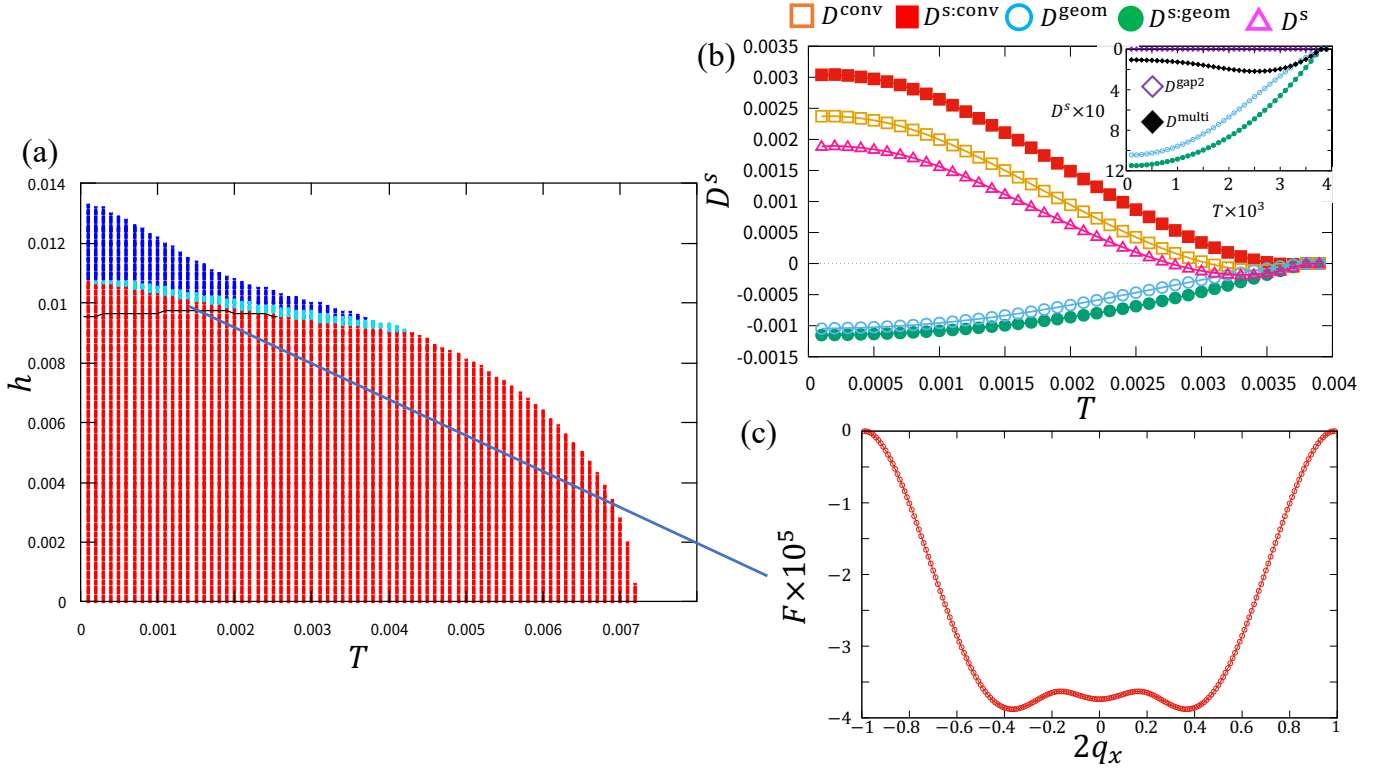 D^conv D^s:conv D^geom D^s:geom D^s
(a)
0.014
0.012
0.01
0.008
0.006
0.004
0.002
0
h
0 0.001 0.002 0.003 0.004 0.005 0.006 0.007
T
(b)
0.0035
0.003
0.0025
0.002
0.0015
0.001
0.0005
0
-0.0005
-0.001
-0.0015
D^s
0 0.0005 0.001 0.0015 0.002 0.0025 0.003 0.0035 0.004
T
0
4
8
12
D^s×10
D^gap2
D^multi
0 1 2 3 4
T×10^3
(c)
0
−1
−2
−3
−4
F×10^5
−1 −0.8 −0.6 −0.4 −0.2 0 0.2 0.4 0.6 0.8 1
2q_x